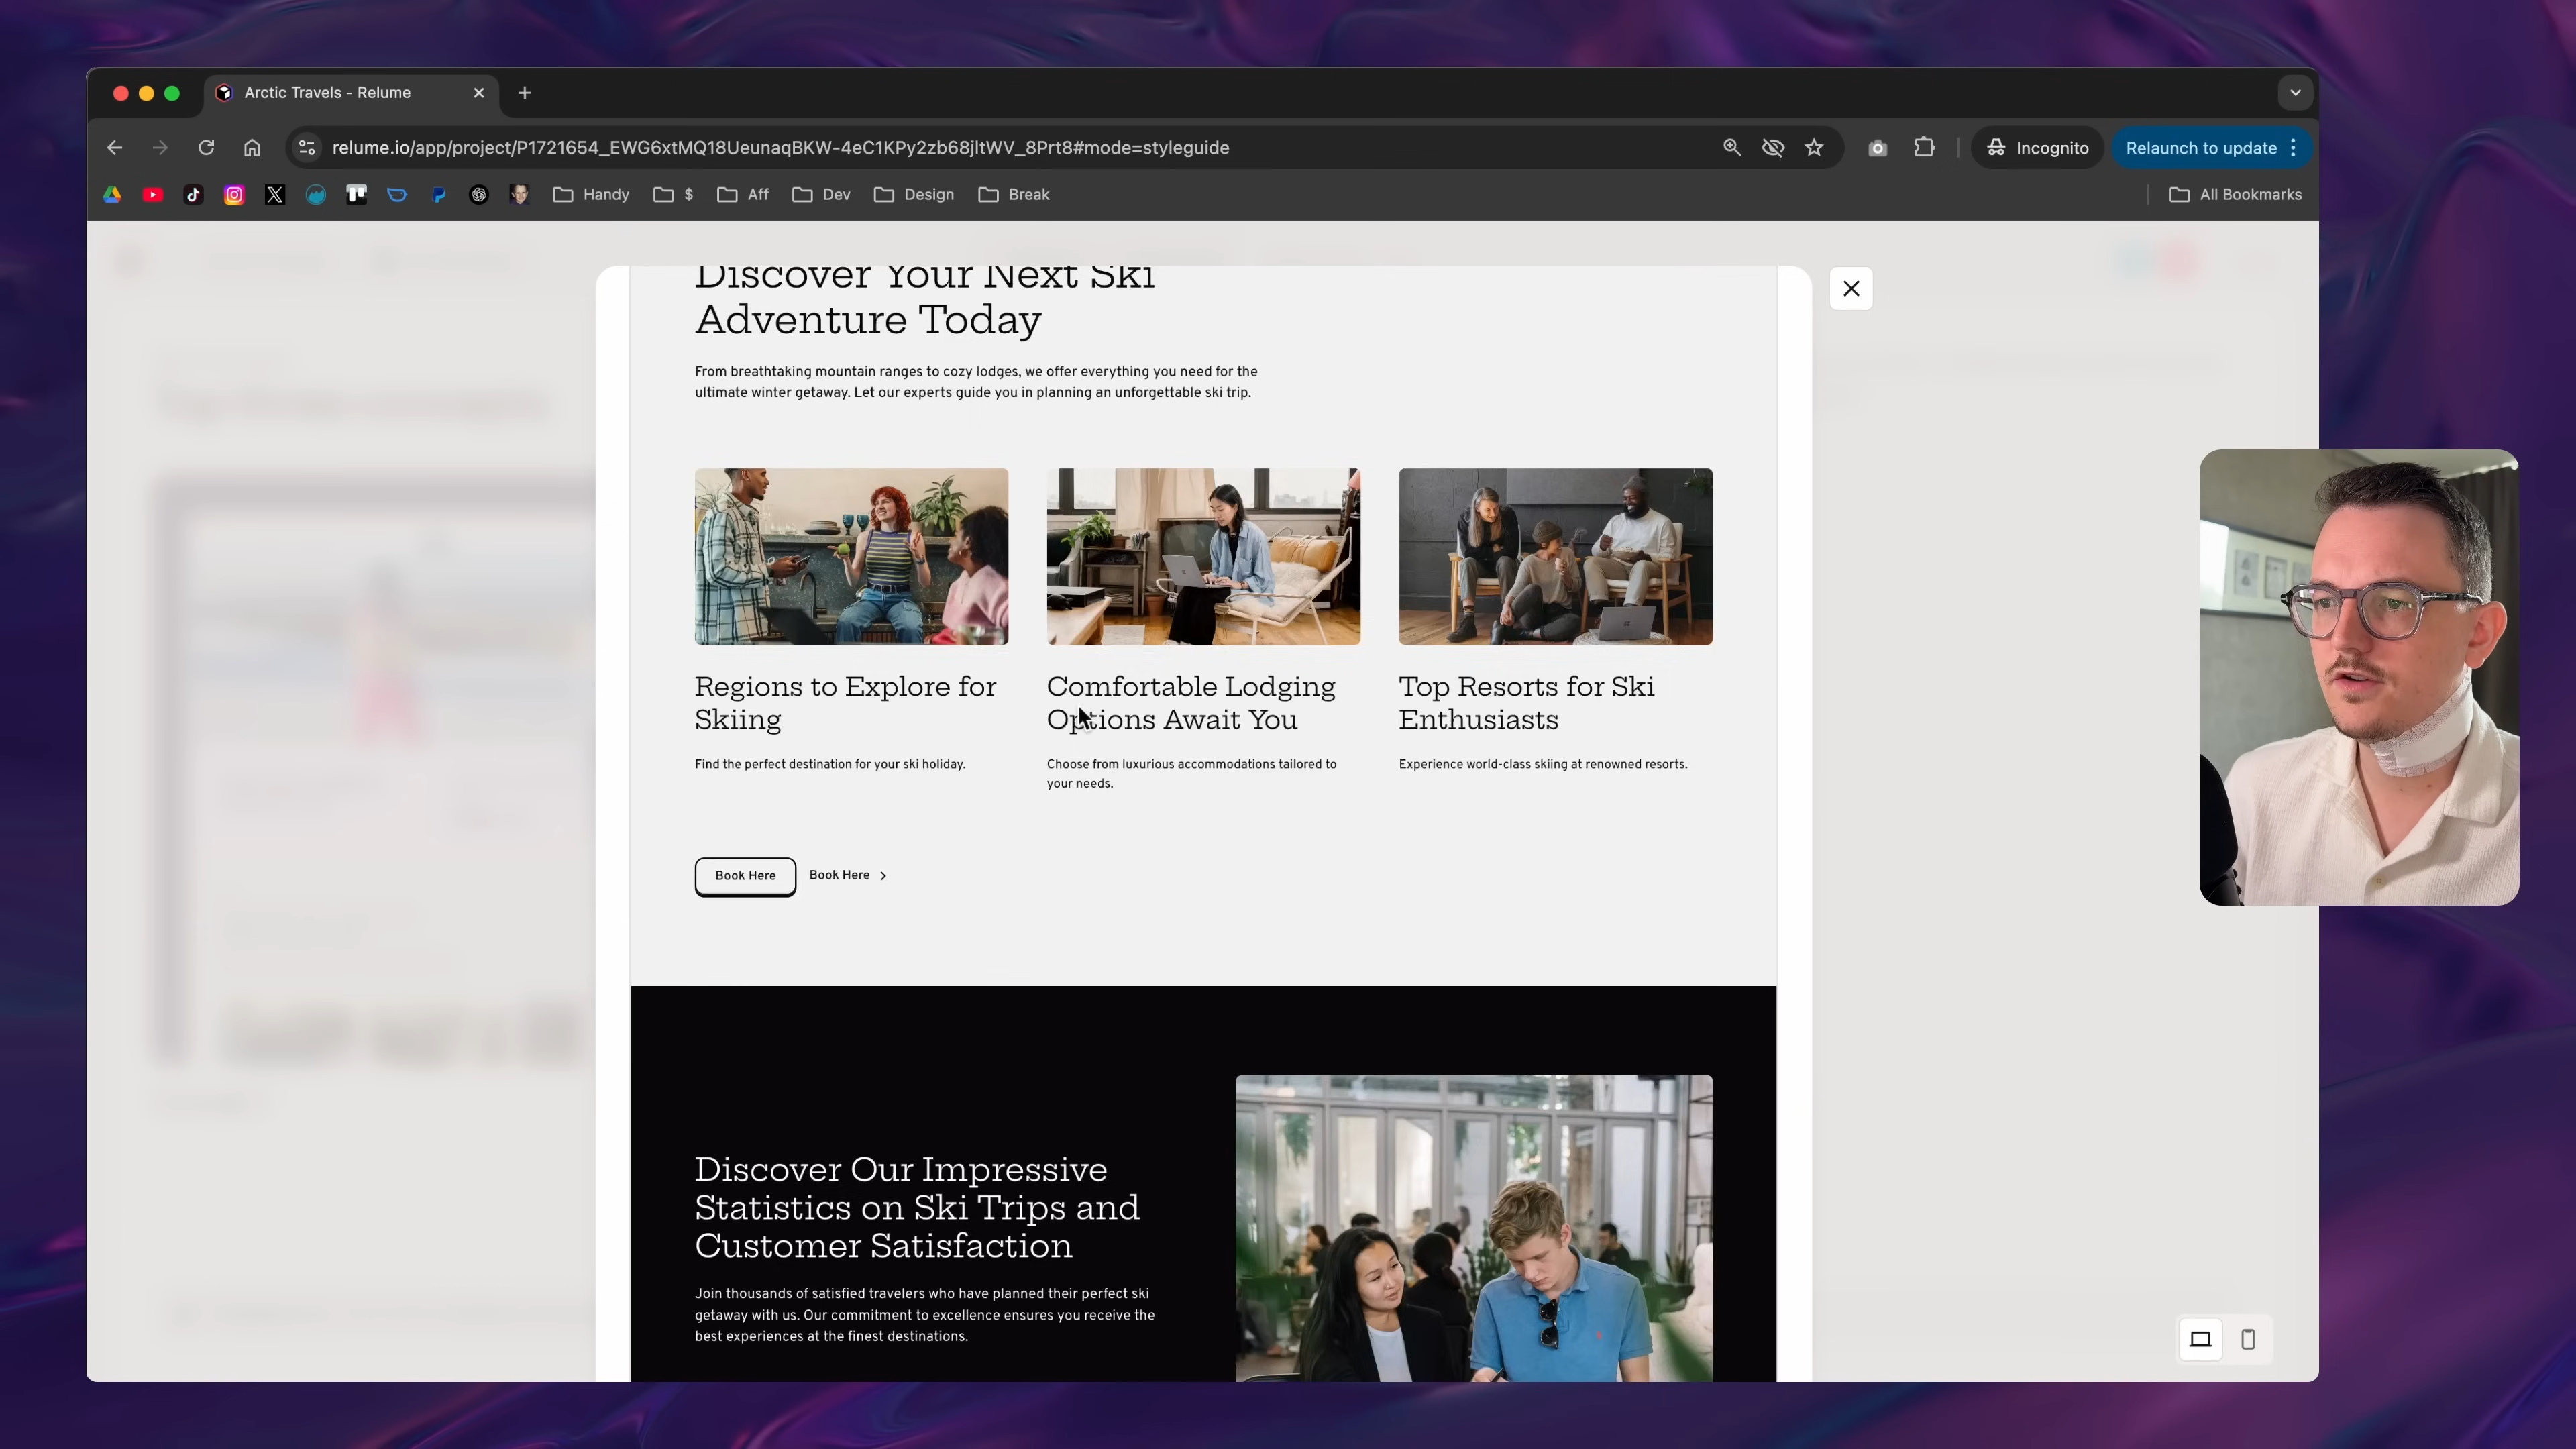 Arctic Travels - Relume
relume.io/app/project/P1721654_EWG6xtMQ18UeunaqBKW-4eC1KPy2zb68jltWV_8Prt8#mode=styleguide
Incognito
Relaunch to update
Handy
$
Aff
Dev
Design
Break
All Bookmarks
Discover Your Next Ski
Adventure Today
From breathtaking mountain ranges to cozy lodges, we offer everything you need for the
ultimate winter getaway. Let our experts guide you in planning an unforgettable ski trip.
Regions to Explore for
Skiing
Find the perfect destination for your ski holiday.
Comfortable Lodging
Options Await You
Choose from luxurious accommodations tailored to
your needs.
Top Resorts for Ski
Enthusiasts
Experience world-class skiing at renowned resorts.
Book Here
Book Here
Discover Our Impressive
Statistics on Ski Trips and
Customer Satisfaction
Join thousands of satisfied travelers who have planned their perfect ski
getaway with us. Our commitment to excellence ensures you receive the
best experiences at the finest destinations.